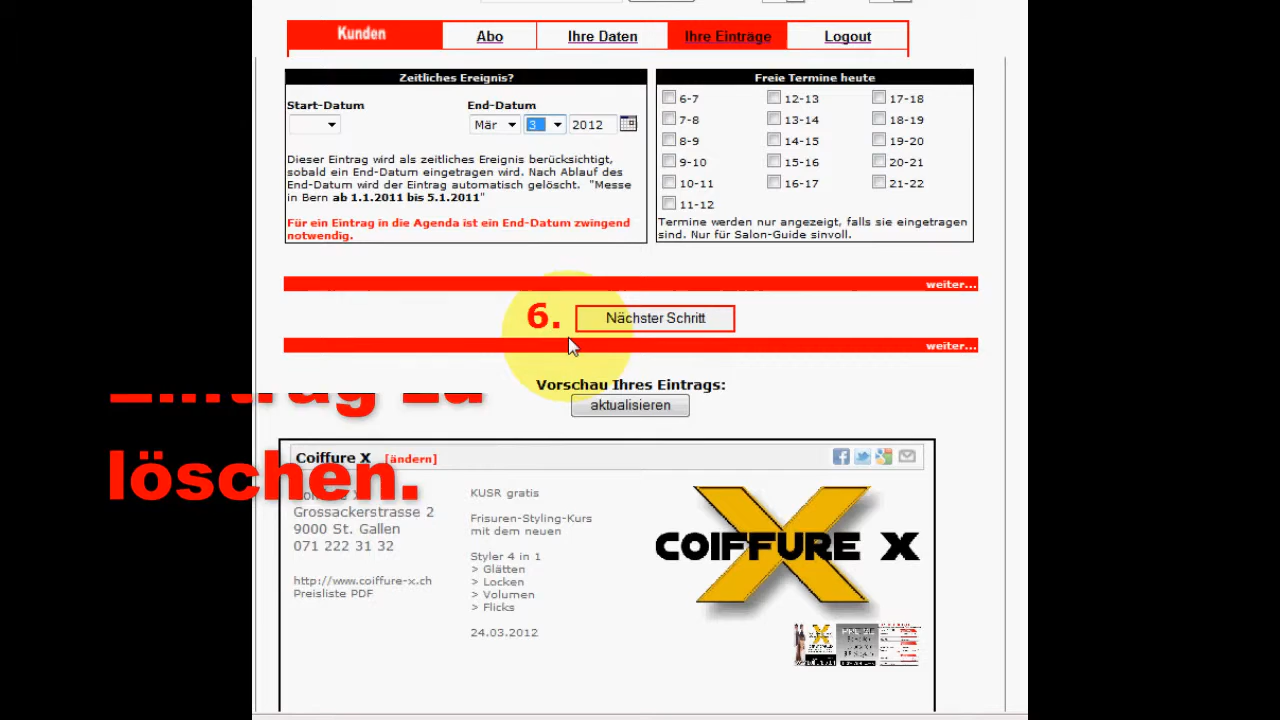 Kunden
Abo
Ihre Daten
Ihre Einträge
Logout
Zeitliches Ereignis?
Start-Datum
End-Datum
Mär
3
2012
Dieser Eintrag wird als zeitliches Ereignis berücksichtigt,
sobald ein End-Datum eingetragen wird. Nach Ablauf des
End-Datum wird der Eintrag automatisch gelöscht. "Messe
in Bern ab 1.1.2011 bis 5.1.2011"
Für ein Eintrag in die Agenda ist ein End-Datum zwingend
notwendig.
Freie Termine heute
6-7 12-13 17-18
7-8 13-14 18-19
8-9 14-15 19-20
9-10 15-16 20-21
10-11 16-17 21-22
11-12
Termine werden nur angezeigt, falls sie eingetragen
sind. Nur für Salon-Guide sinvoll.
weiter...
6. Nächster Schritt
weiter...
Vorschau Ihres Eintrags:
aktualisieren
Eintrag zu
löschen.
Coiffure X [ändern]
Grossackerstrasse 2
9000 St. Gallen
071 222 31 32
http://www.coiffure-x.ch
Preisliste PDF
KUSR gratis
Frisuren-Styling-Kurs
mit dem neuen
Styler 4 in 1
> Glätten
> Locken
> Volumen
> Flicks
24.03.2012
COIFFURE X